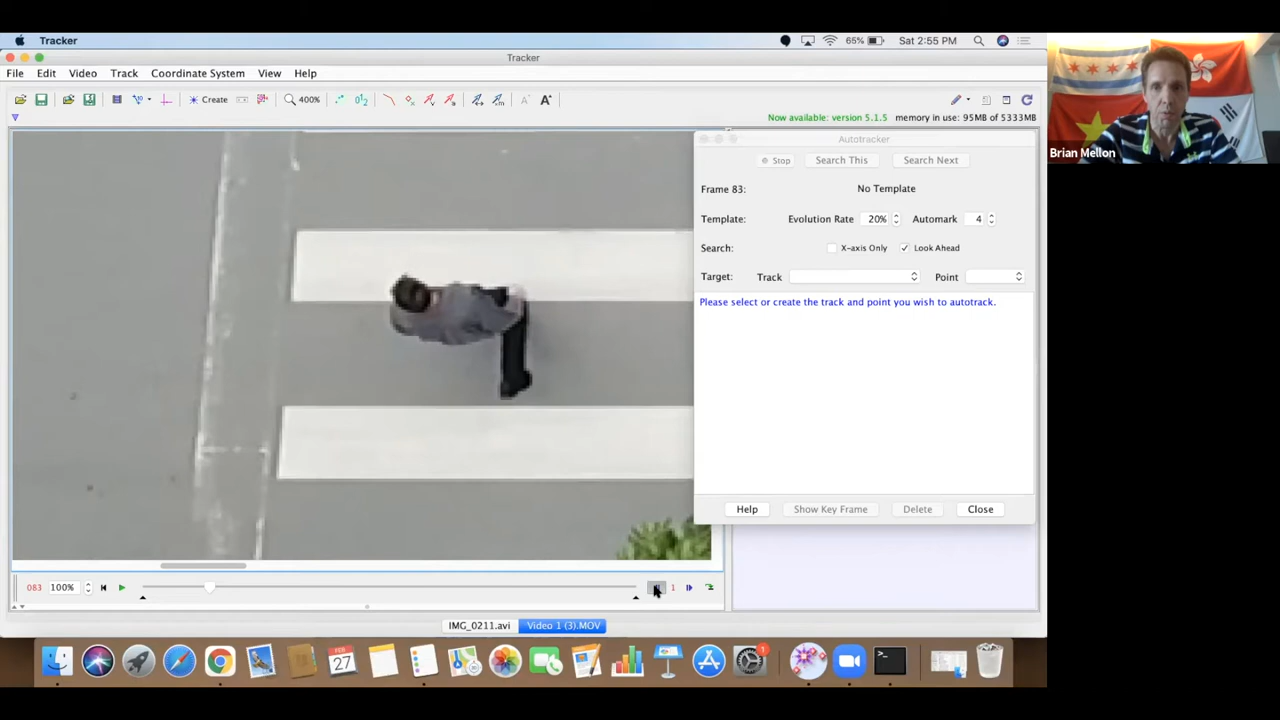 Tracker 65% Sat 2:55 PM
Tracker
File Edit Video Track Coordinate System View Help
Create 400%
Now available: version 5.1.5 memory in use: 95MB of 5333MB
Autotracker
Stop Search This Search Next
Frame 83: No Template
Template: Evolution Rate 20% Automark 4
Search: X-axis Only Look Ahead
Target: Track Point
Please select or create the track and point you wish to autotrack.
Help Show Key Frame Delete Close
083 100% 1
IMG_0211.avi Video 1 (3).MOV
FEB
27
1
Brian Mellon